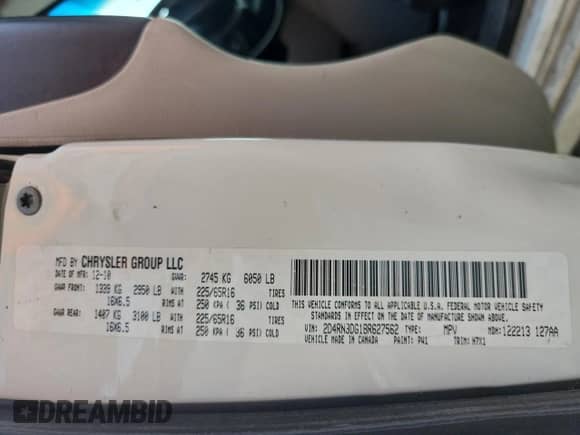 MFD BY CHRYSLER GROUP LLC
DATE OF MFR: 12-10 GVWR: 2745 KG 6050 LB
GAWR FRONT: 1339 KG 2950 LB WITH 225/65R16 TIRES
16X6.5 RIMS AT 250 KPA ( 36 PSI) COLD
GAWR REAR: 1407 KG 3100 LB WITH 225/65R16 TIRES
16X6.5 RIMS AT 250 KPA ( 36 PSI) COLD
THIS VEHICLE CONFORMS TO ALL APPLICABLE U.S.A. FEDERAL MOTOR VEHICLE SAFETY
STANDARDS IN EFFECT ON THE DATE OF MANUFACTURE SHOWN ABOVE.
VIN: 2D4RN3DG1BR627562 TYPE: MPV MDH: 122213 127AA
VEHICLE MADE IN CANADA PAINT: PW1 TRIM: H7X1
DREAMBID